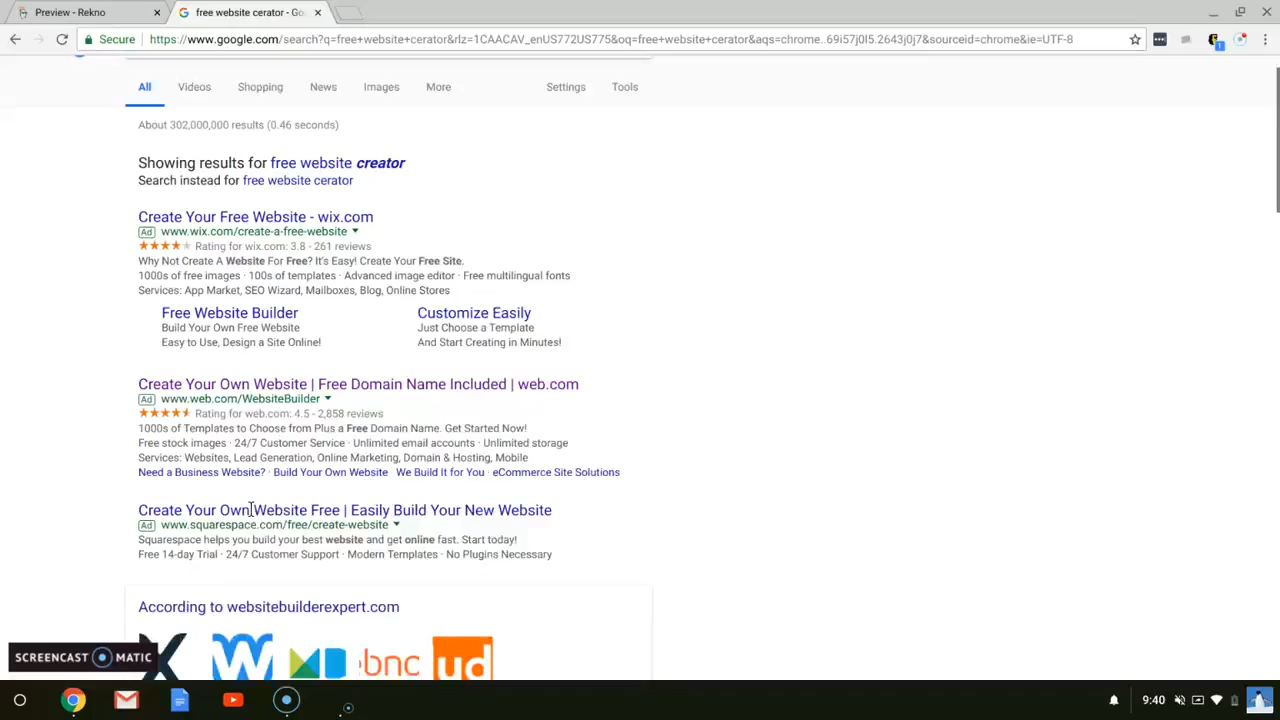 Preview - Rekno
free website cerator - Go
Secure
https://www.google.com/search?q=free+website+cerator&rlz=1CAACAV_enUS772US775&oq=free+website+cerator&aqs=chrome..69i57j0l5.2643j0j7&sourceid=chrome&ie=UTF-8
All Videos Shopping News Images More Settings Tools
About 302,000,000 results (0.46 seconds)
Showing results for free website creator
Search instead for free website cerator
Create Your Free Website - wix.com
Ad www.wix.com/create-a-free-website
Rating for wix.com: 3.8 - 261 reviews
Why Not Create A Website For Free? It's Easy! Create Your Free Site.
1000s of free images · 100s of templates · Advanced image editor · Free multilingual fonts
Services: App Market, SEO Wizard, Mailboxes, Blog, Online Stores
Free Website Builder
Build Your Own Free Website
Easy to Use, Design a Site Online!
Customize Easily
Just Choose a Template
And Start Creating in Minutes!
Create Your Own Website | Free Domain Name Included | web.com
Ad www.web.com/WebsiteBuilder
Rating for web.com: 4.5 - 2,858 reviews
1000s of Templates to Choose from Plus a Free Domain Name. Get Started Now!
Free stock images · 24/7 Customer Service · Unlimited email accounts · Unlimited storage
Services: Websites, Lead Generation, Online Marketing, Domain & Hosting, Mobile
Need a Business Website? · Build Your Own Website We Build It for You · eCommerce Site Solutions
Create Your Own Website Free | Easily Build Your New Website
Ad www.squarespace.com/free/create-website
Squarespace helps you build your best website and get online fast. Start today!
Free 14-day Trial · 24/7 Customer Support · Modern Templates · No Plugins Necessary
According to websitebuilderexpert.com
bnc
ud
SCREENCAST MATIC
9:40